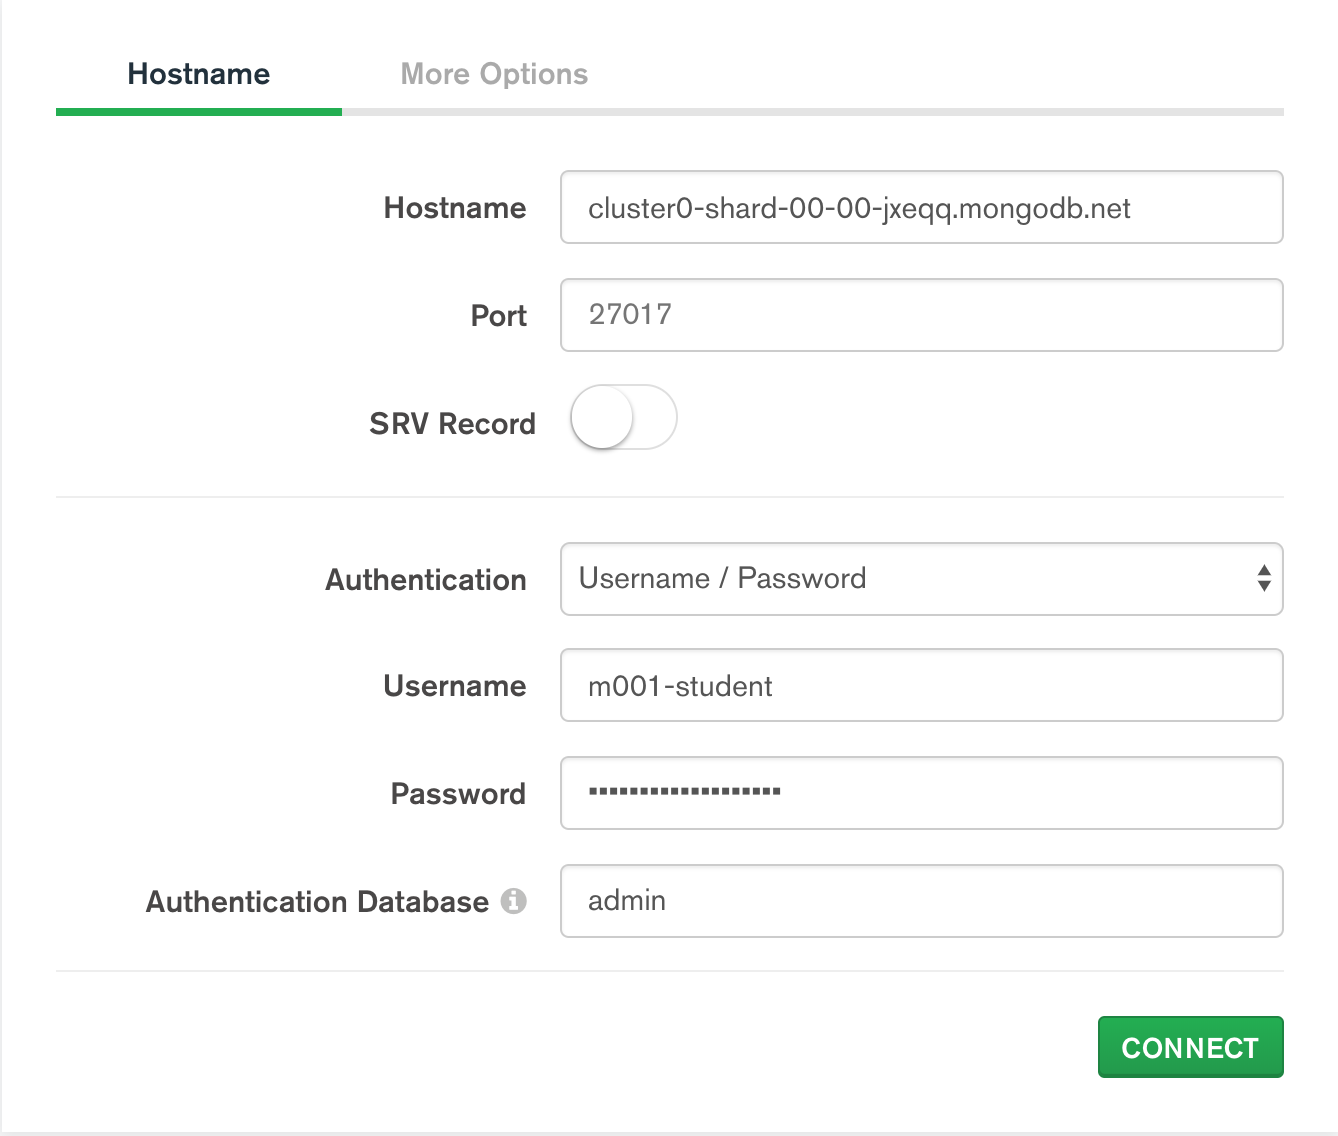 Hostname More Options
Hostname cluster0-shard-00-00-jxeqq.mongodb.net
Port 27017
SRV Record
Authentication Username / Password
Username m001-student
Password ▪▪▪▪▪▪▪▪▪▪▪▪▪▪▪▪▪▪▪
Authentication Database admin
CONNECT